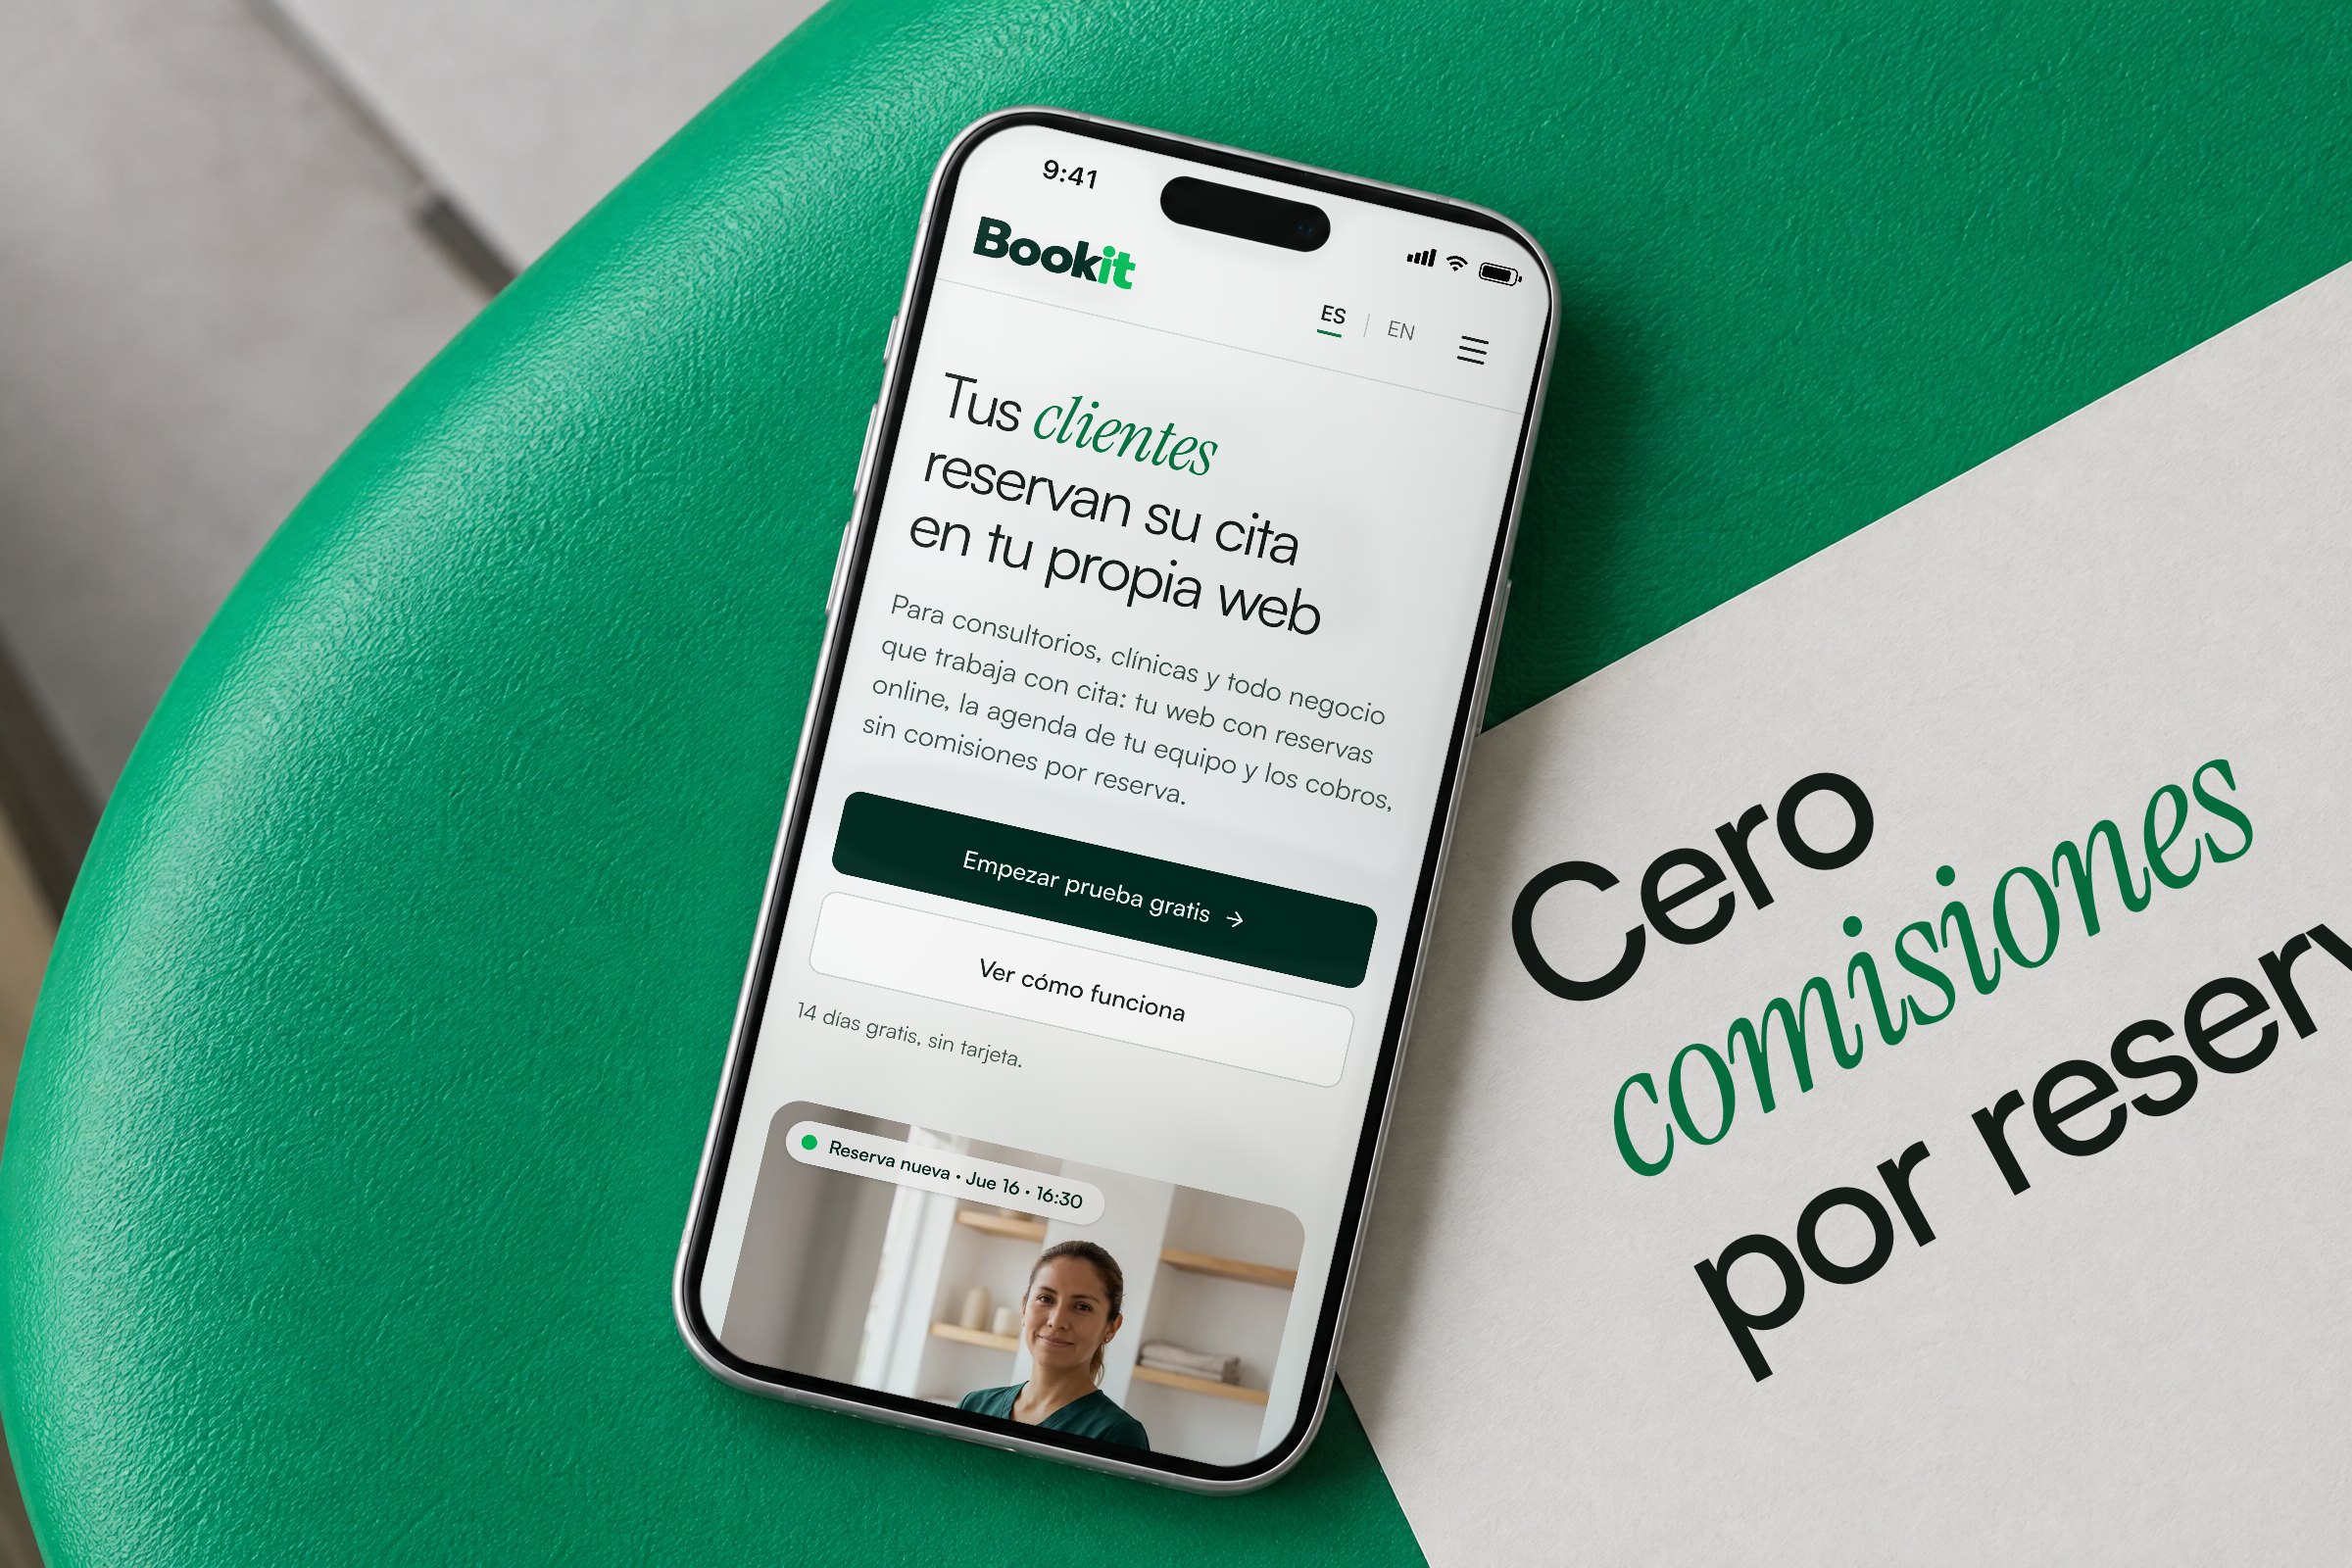 9:41
Bookit
ES | EN
Tus clientes
reservan su cita
en tu propia web
Para consultorios, clínicas y todo negocio
que trabaja con cita: tu web con reservas
online, la agenda de tu equipo y los cobros,
sin comisiones por reserva.
Empezar prueba gratis →
Ver cómo funciona
14 días gratis, sin tarjeta.
Reserva nueva · Jue 16 · 16:30
Cero
comisiones
por reserv